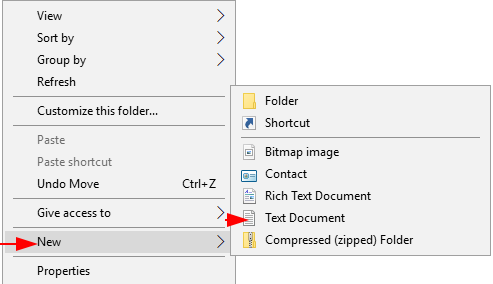 View
Sort by
Group by
Refresh
Customize this folder...
Paste
Paste shortcut
Undo Move Ctrl+Z
Give access to
New
Properties
Folder
Shortcut
Bitmap image
Contact
Rich Text Document
Text Document
Compressed (zipped) Folder